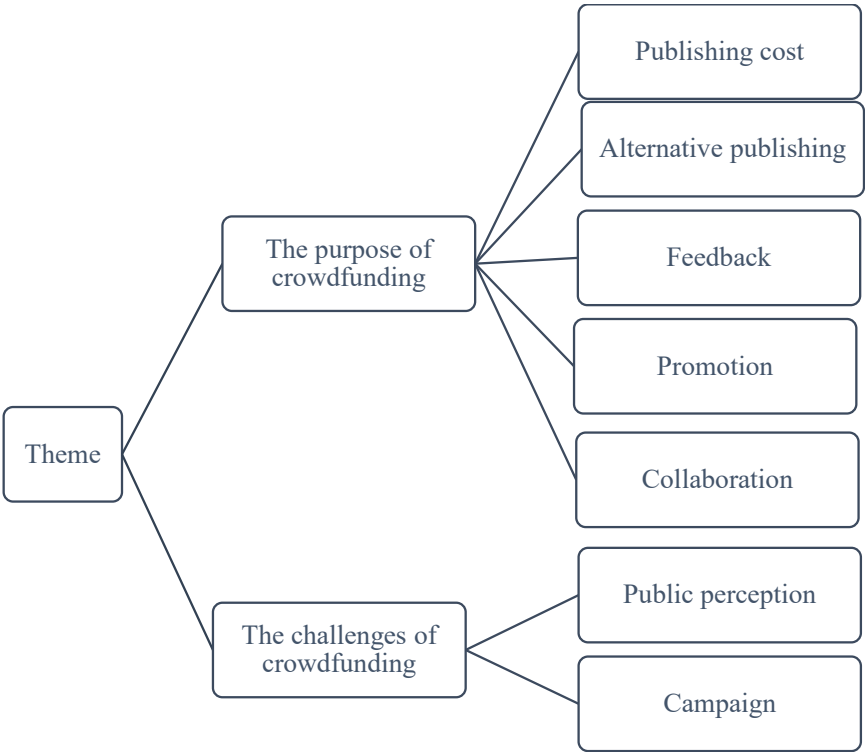 Theme
The purpose of
crowdfunding
Publishing cost
Alternative publishing
Feedback
Promotion
Collaboration
The challenges of
crowdfunding
Public perception
Campaign